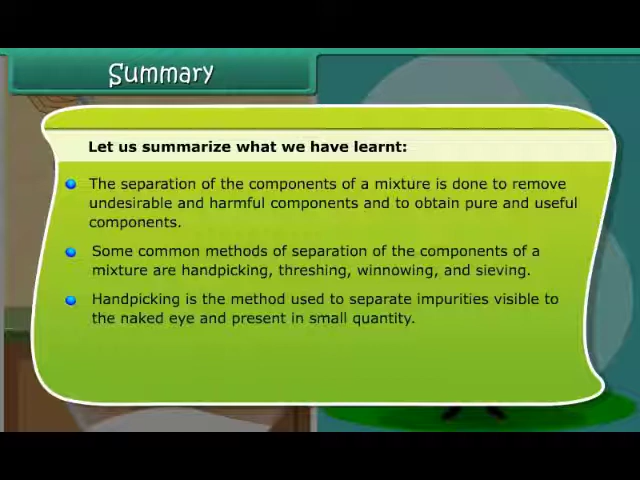 Summary
Let us summarize what we have learnt:
The separation of the components of a mixture is done to remove
undesirable and harmful components and to obtain pure and useful
components.
Some common methods of separation of the components of a
mixture are handpicking, threshing, winnowing, and sieving.
Handpicking is the method used to separate impurities visible to
the naked eye and present in small quantity.